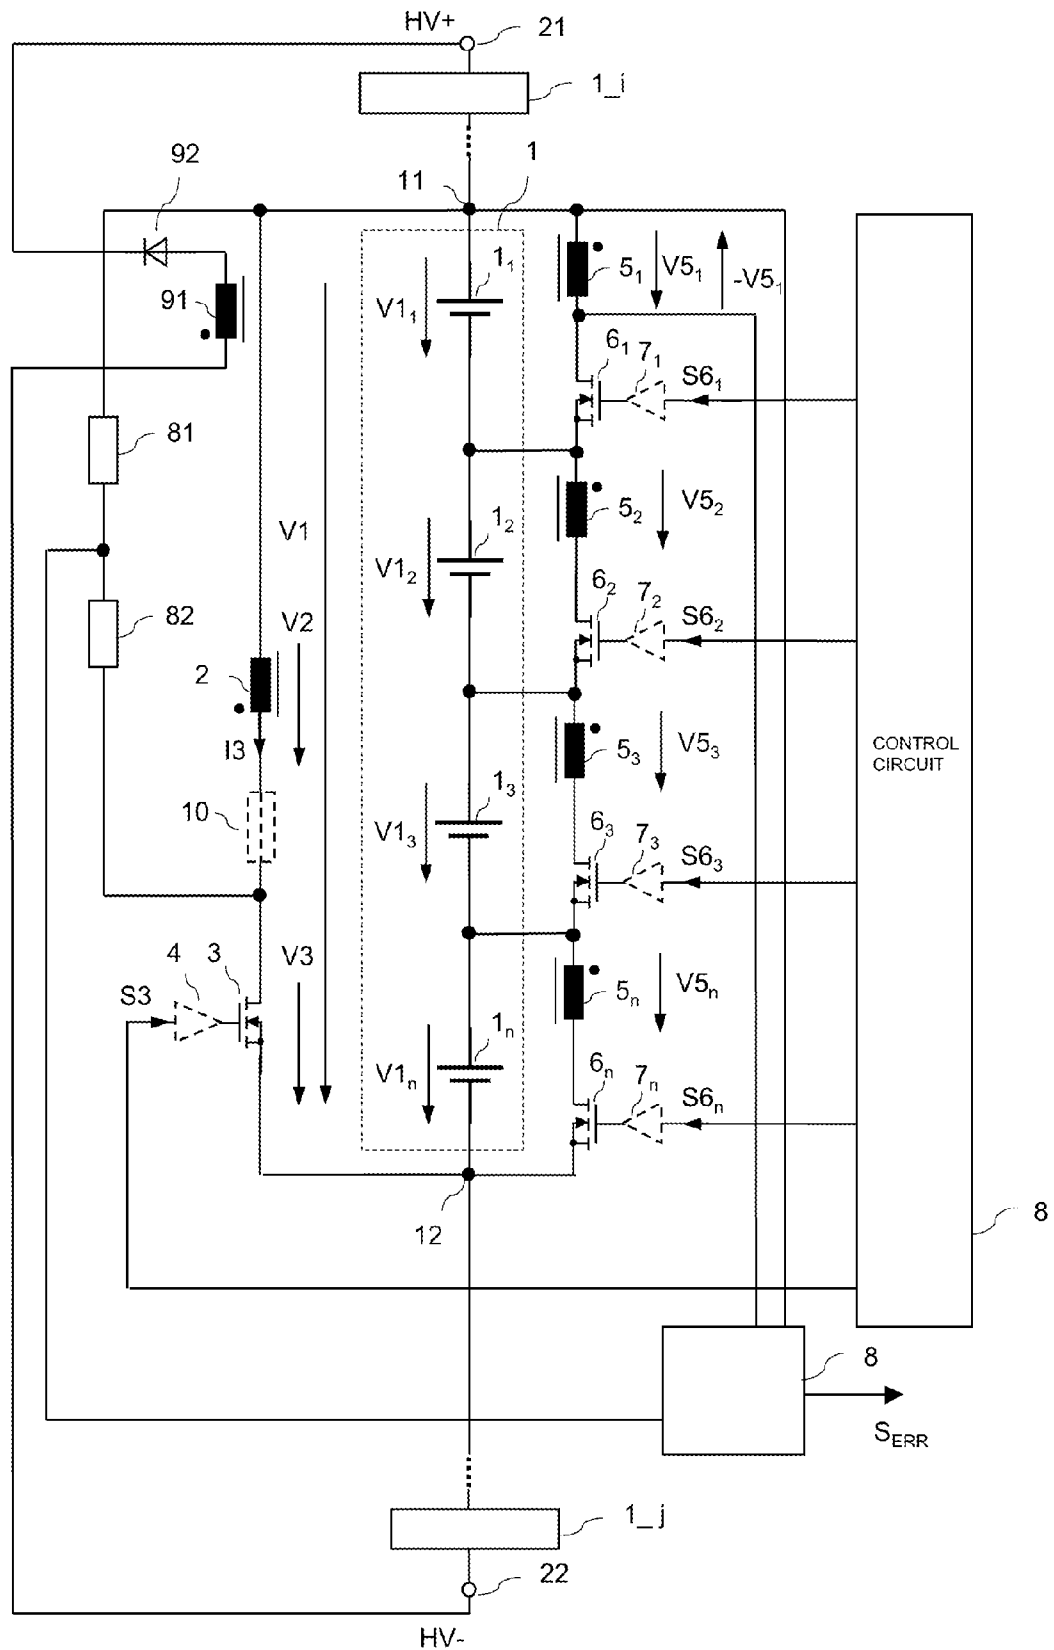 HV+
21
1_i
92
1
11
1₁
5₁
V5₁
-V5₁
V1₁
91
6₁
7₁
S6₁
81
5₂
V5₂
V1
1₂
V1₂
6₂
7₂
S6₂
82
V2
2
I3
5₃
V5₃
CONTROL
CIRCUIT
10
1₃
V1₃
6₃
7₃
S6₃
4
3
V3
S3
5ₙ
V5ₙ
1ₙ
V1ₙ
6ₙ
7ₙ
S6ₙ
12
8
8
S_ERR
1_j
22
HV-